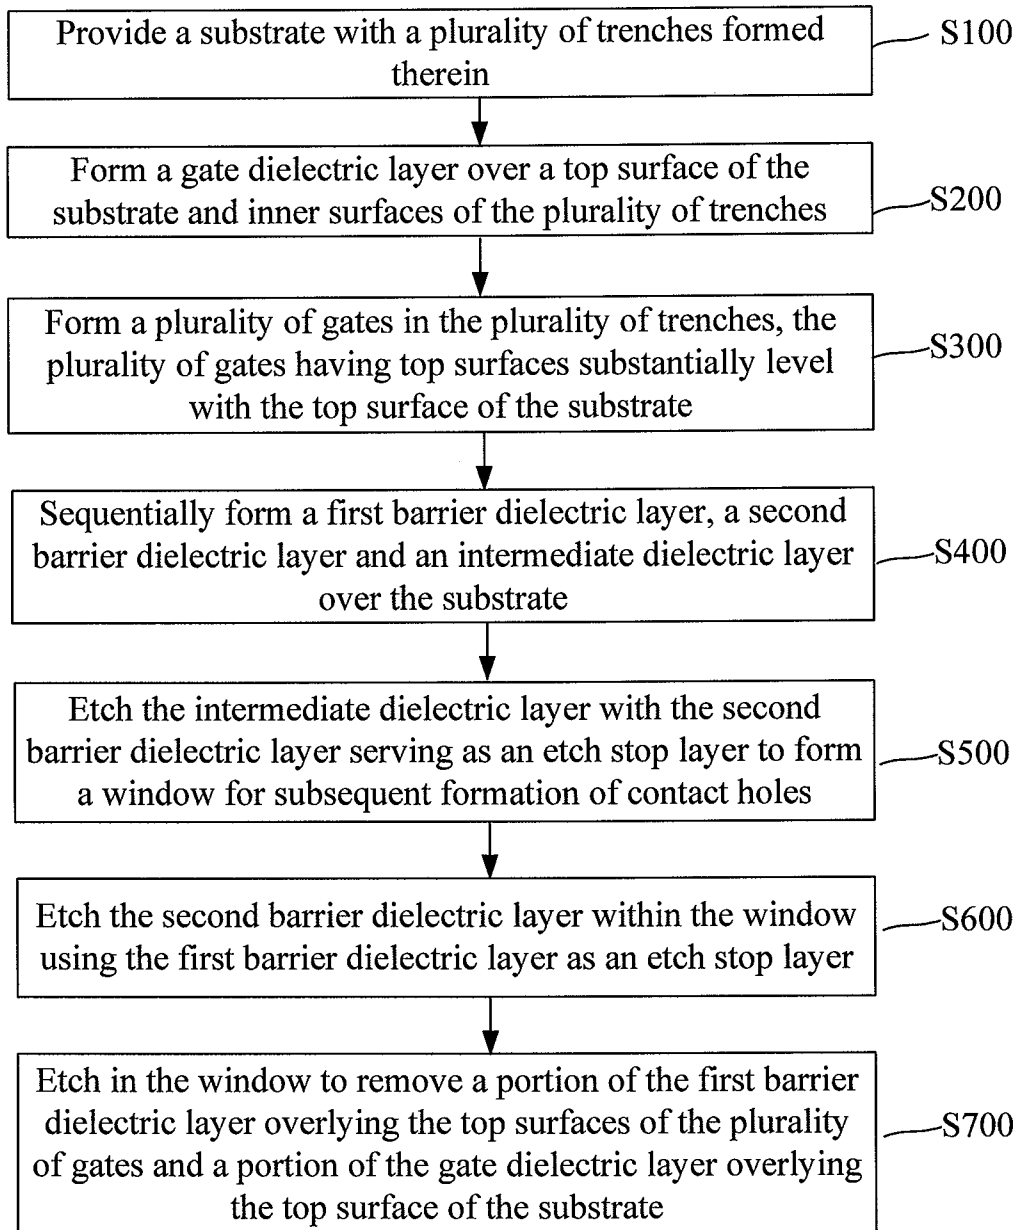 Provide a substrate with a plurality of trenches formed
therein
S100
Form a gate dielectric layer over a top surface of the
substrate and inner surfaces of the plurality of trenches
S200
Form a plurality of gates in the plurality of trenches, the
plurality of gates having top surfaces substantially level
with the top surface of the substrate
S300
Sequentially form a first barrier dielectric layer, a second
barrier dielectric layer and an intermediate dielectric layer
over the substrate
S400
Etch the intermediate dielectric layer with the second
barrier dielectric layer serving as an etch stop layer to form
a window for subsequent formation of contact holes
S500
Etch the second barrier dielectric layer within the window
using the first barrier dielectric layer as an etch stop layer
S600
Etch in the window to remove a portion of the first barrier
dielectric layer overlying the top surfaces of the plurality
of gates and a portion of the gate dielectric layer overlying
the top surface of the substrate
S700